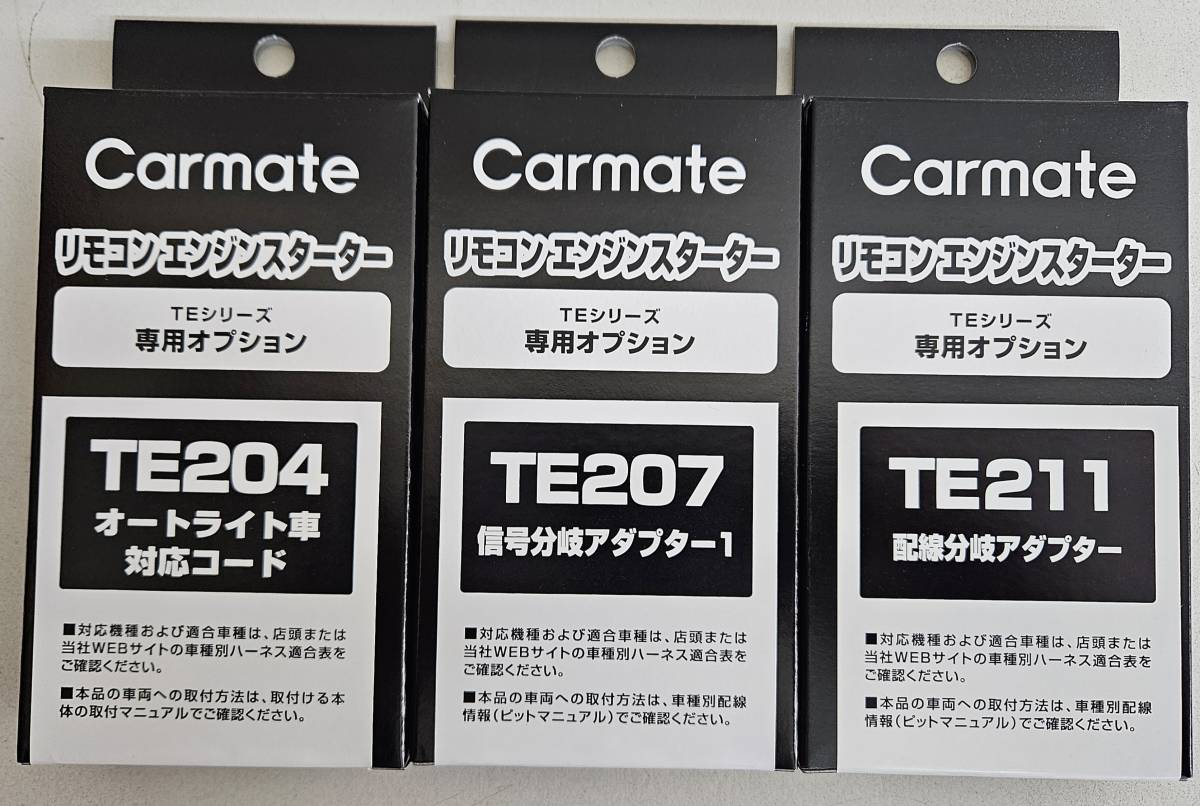 Carmate
リモコンエンジンスターター
TEシリーズ
専用オプション
TE204
オートライト車
対応コード
■対応機種および適合車種は、店頭または
当社WEBサイトの車種別ハーネス適合表を
ご確認ください。
■本品の車両への取付方法は、取付ける本
体の取付マニュアルでご確認ください。
Carmate
リモコンエンジンスターター
TEシリーズ
専用オプション
TE207
信号分岐アダプター1
■対応機種および適合車種は、店頭または
当社WEBサイトの車種別ハーネス適合表を
ご確認ください。
■本品の車両への取付方法は、車種別配線
情報(ピットマニュアル)でご確認ください。
Carmate
リモコンエンジンスターター
TEシリーズ
専用オプション
TE211
配線分岐アダプター
■対応機種および適合車種は、店頭または
当社WEBサイトの車種別ハーネス適合表を
ご確認ください。
■本品の車両への取付方法は、車種別配線
情報(ピットマニュアル)でご確認ください。